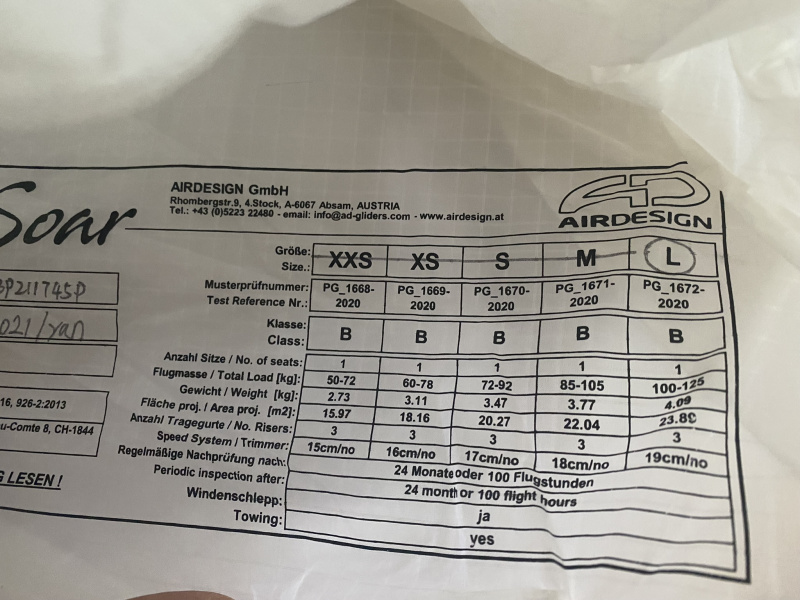 Soar
AIRDESIGN GmbH
Rhombergstr.9, 4.Stock, A-6067 Absam, AUSTRIA
Tel.: +43 (0)5223 22480 - email: info@ad-gliders.com - www.airdesign.at
AIRDESIGN
Größe:
Size.: XXS XS S M L
Musterprüfnummer: PG_1668- PG_1669- PG_1670- PG_1671- PG_1672-
Test Reference Nr.: 2020 2020 2020 2020 2020
Klasse:
Class: B B B B B
Anzahl Sitze / No. of seats: 1 1 1 1 1
Flugmasse / Total Load [kg]: 50-72 60-78 72-92 85-105 100-125
Gewicht / Weight [kg]: 2.73 3.11 3.47 3.77 4.09
Fläche proj. / Area proj. [m2]: 15.97 18.16 20.27 22.04
Anzahl Tragegurte / No. Risers: 3 3 3 3 3
Speed System / Trimmer: 15cm/no 16cm/no 17cm/no 18cm/no 19cm/no
Regelmäßige Nachprüfung nach: 24 Monate oder 100 Flugstunden
Periodic inspection after: 24 month or 100 flight hours
Windenschlepp: ja
Towing: yes
P211745P
021/Yan
16, 926-2:2013
u-Comte 8, CH-1844
LESEN!